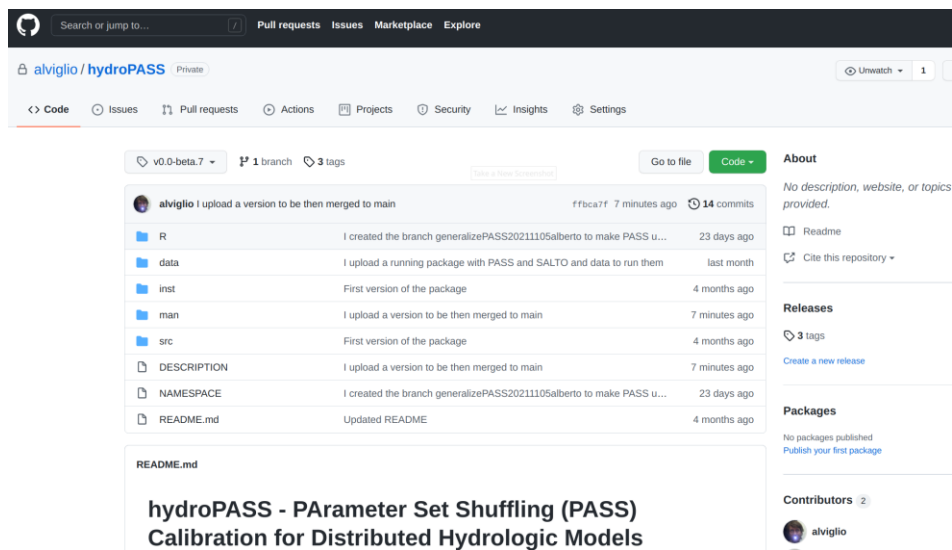 Search or jump to... /
Pull requests Issues Marketplace Explore
alviglio / hydroPASS Private
Unwatch 1
<> Code Issues Pull requests Actions Projects Security Insights Settings
v0.0-beta.7 1 branch 3 tags
Take a New Screenshot
Go to file Code
alviglio I upload a version to be then merged to main ffbca7f 7 minutes ago 14 commits
R I created the branch generalizePASS20211105alberto to make PASS u... 23 days ago
data I upload a running package with PASS and SALTO and data to run them last month
inst First version of the package 4 months ago
man I upload a version to be then merged to main 7 minutes ago
src First version of the package 4 months ago
DESCRIPTION I upload a version to be then merged to main 7 minutes ago
NAMESPACE I created the branch generalizePASS20211105alberto to make PASS u... 23 days ago
README.md Updated README 4 months ago
README.md
hydroPASS - PArameter Set Shuffling (PASS)
Calibration for Distributed Hydrologic Models
About
No description, website, or topics
provided.
Readme
Cite this repository
Releases
3 tags
Create a new release
Packages
No packages published
Publish your first package
Contributors 2
alviglio